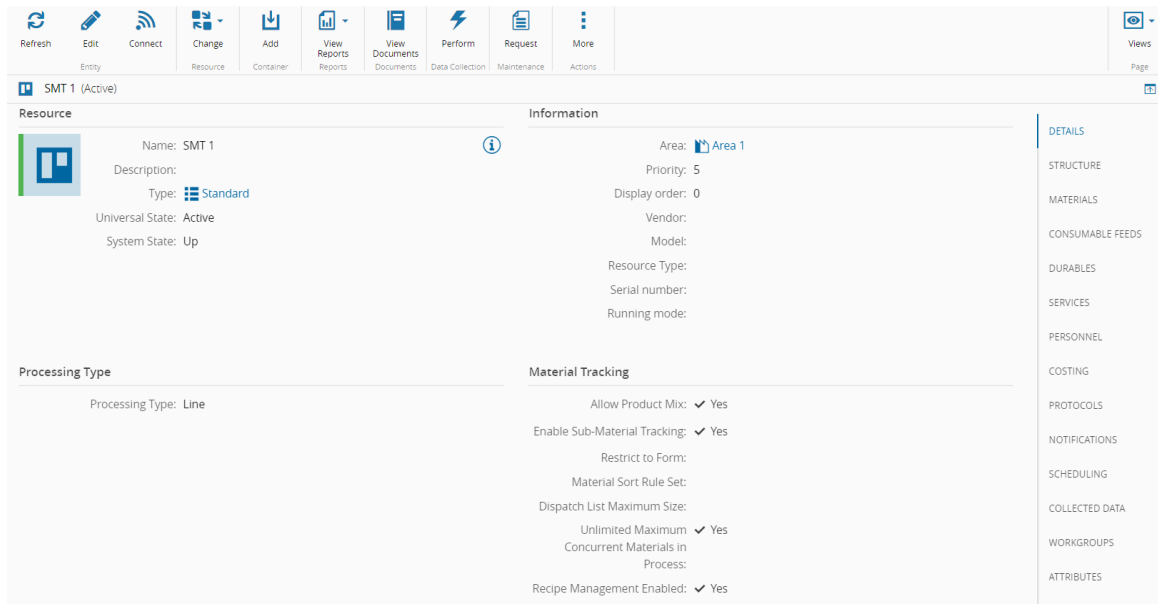 Refresh
Edit
Connect
Change
Add
View Reports
View Documents
Perform
Request
More
Views
Entity
Resource
Container
Reports
Documents
Data Collection
Maintenance
Actions
Page
SMT 1 (Active)
Resource
Name: SMT 1
Description:
Type: Standard
Universal State: Active
System State: Up
Information
Area: Area 1
Priority: 5
Display order: 0
Vendor:
Model:
Resource Type:
Serial number:
Running mode:
Processing Type
Processing Type: Line
Material Tracking
Allow Product Mix: Yes
Enable Sub-Material Tracking: Yes
Restrict to Form:
Material Sort Rule Set:
Dispatch List Maximum Size:
Unlimited Maximum Yes
Concurrent Materials in
Process:
Recipe Management Enabled: Yes
DETAILS
STRUCTURE
MATERIALS
CONSUMABLE FEEDS
DURABLES
SERVICES
PERSONNEL
COSTING
PROTOCOLS
NOTIFICATIONS
SCHEDULING
COLLECTED DATA
WORKGROUPS
ATTRIBUTES